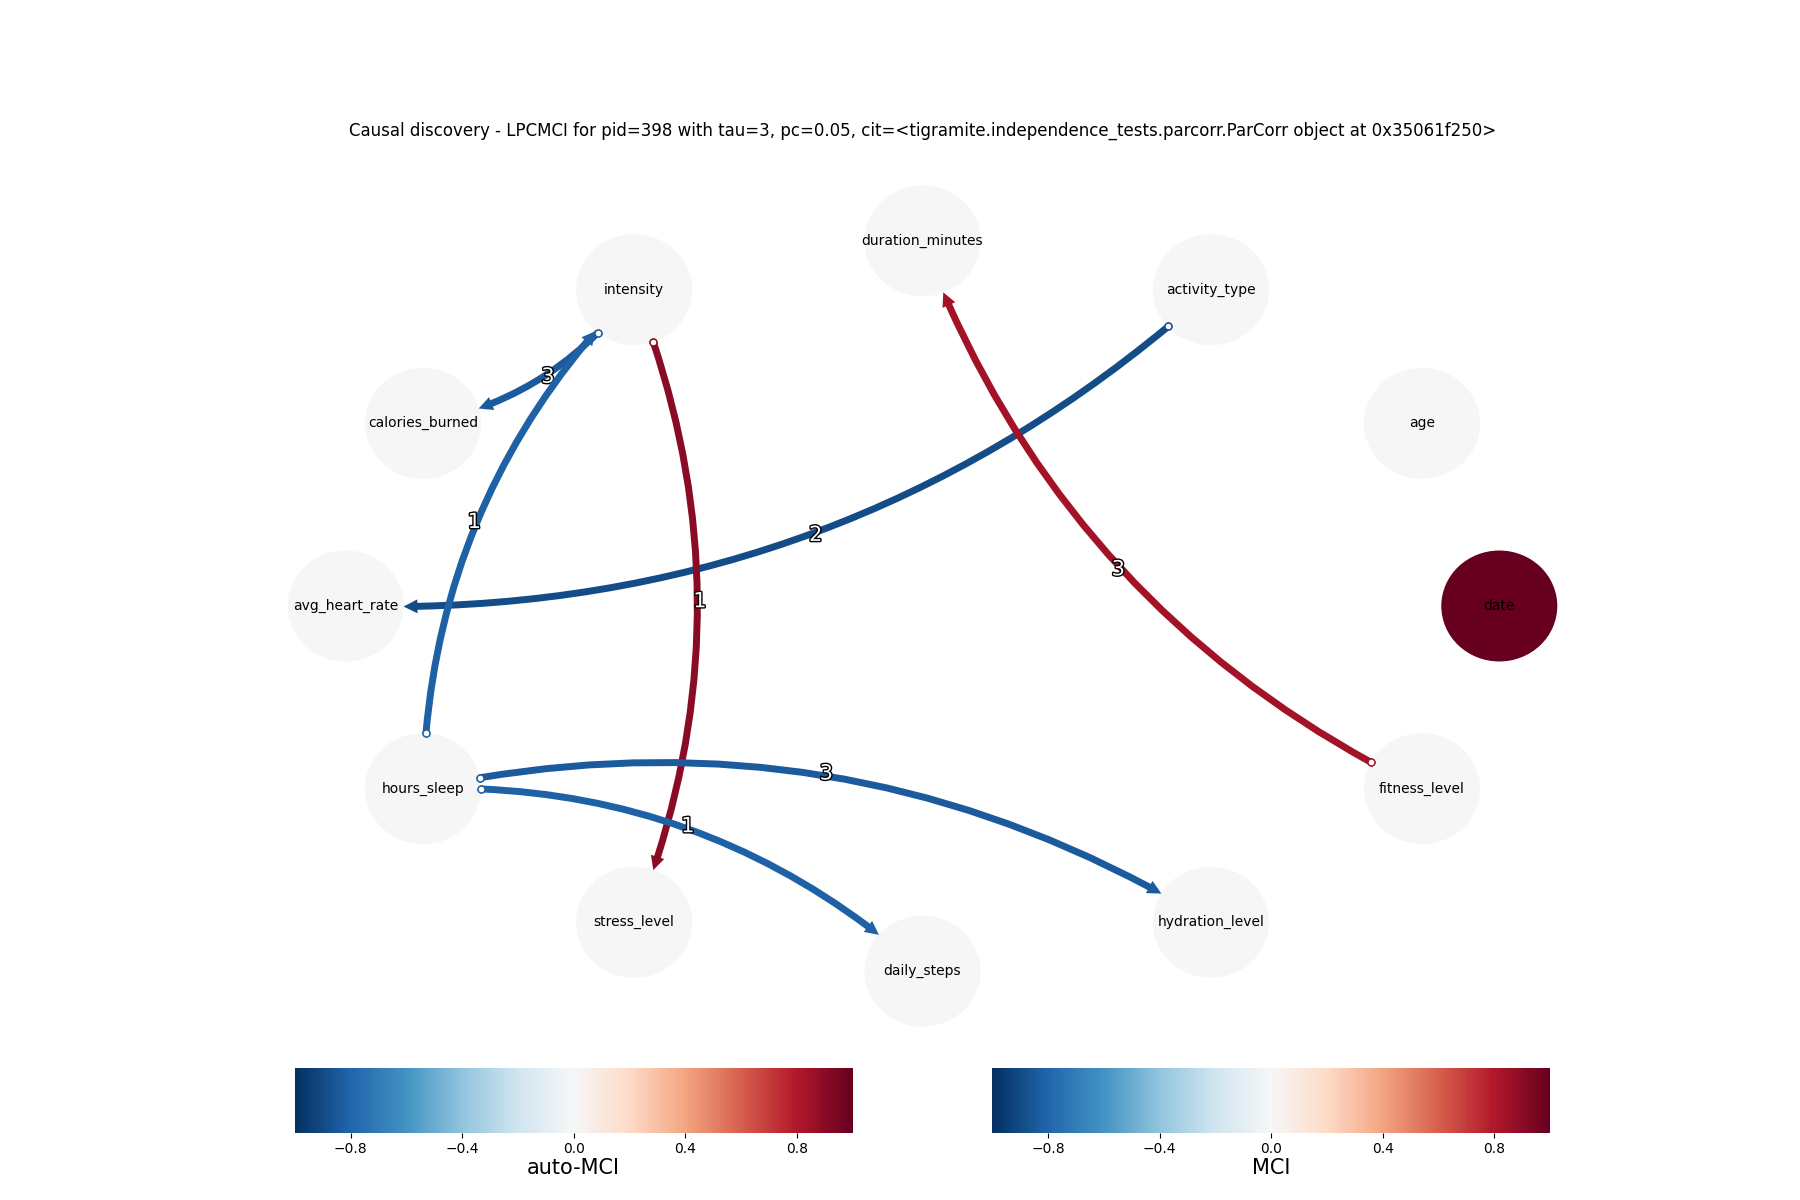 Causal discovery - LPCMCI for pid=398 with tau=3, pc=0.05, cit=<tigramite.independence_tests.parcorr.ParCorr object at 0x35061f250>
duration_minutes
intensity
activity_type
3
calories_burned
age
1
2
3
avg_heart_rate
1
date
3
hours_sleep
fitness_level
1
stress_level
hydration_level
daily_steps
−0.8 −0.4 0.0 0.4 0.8
auto-MCI
−0.8 −0.4 0.0 0.4 0.8
MCI